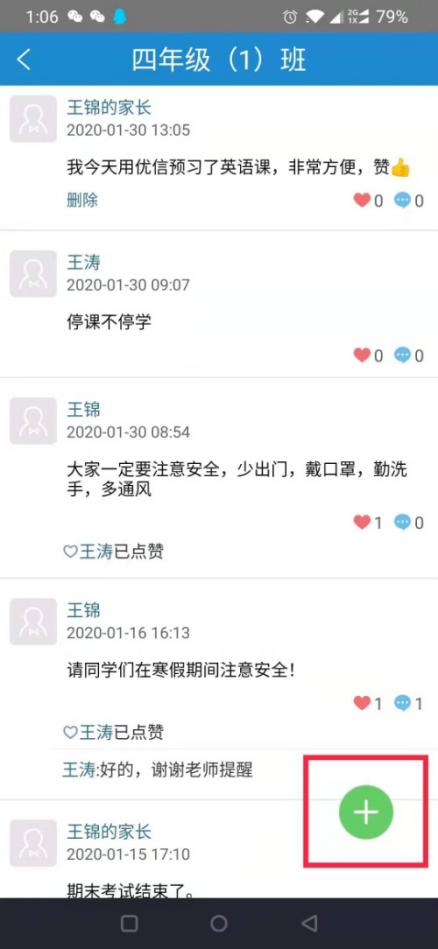 1:06
2G
1X
79%
四年级（1）班
王锦的家长
2020-01-30 13:05
我今天用优信预习了英语课，非常方便，赞👍
删除
0 0
王涛
2020-01-30 09:07
停课不停学
0 0
王锦
2020-01-30 08:54
大家一定要注意安全，少出门，戴口罩，勤洗
手，多通风
1 0
王涛已点赞
王锦
2020-01-16 16:13
请同学们在寒假期间注意安全！
1 1
王涛已点赞
王涛:好的，谢谢老师提醒
王锦的家长
2020-01-15 17:10
期末考试结束了。